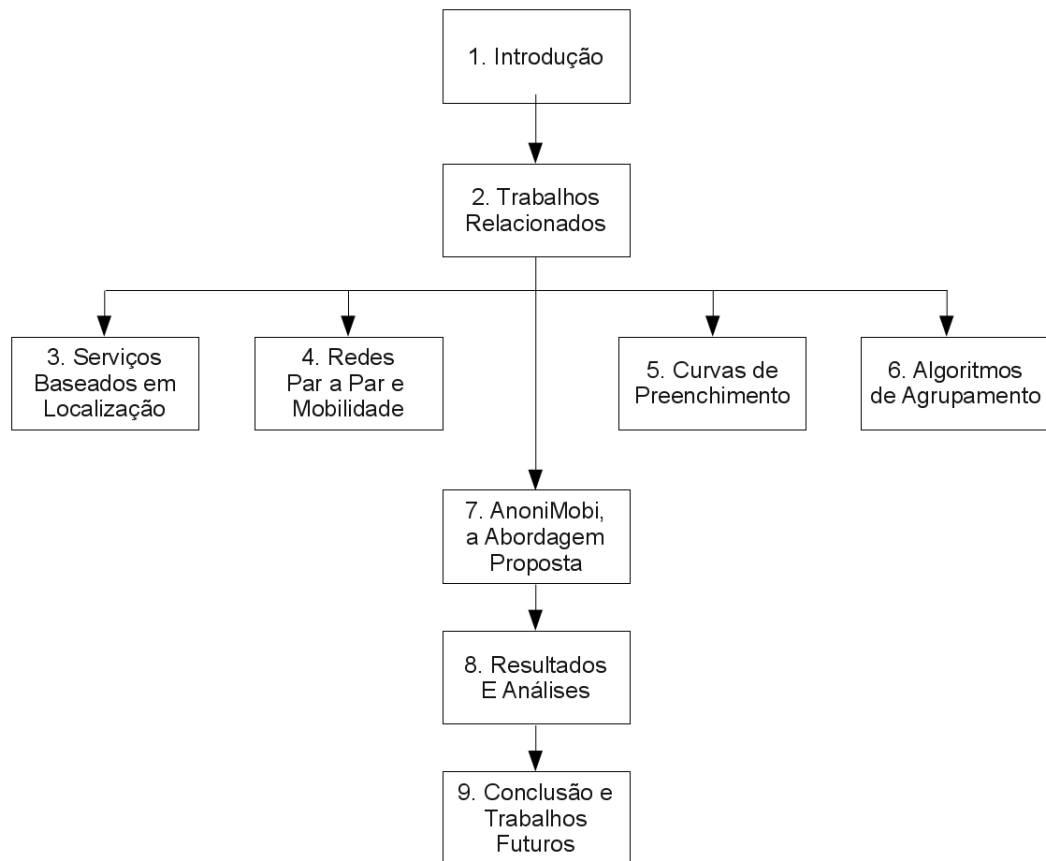 1. Introdução
2. Trabalhos
Relacionados
3. Serviços
Baseados em
Localização
4. Redes
Par a Par e
Mobilidade
5. Curvas de
Preenchimento
6. Algoritmos
de Agrupamento
7. AnoniMobi,
a Abordagem
Proposta
8. Resultados
E Análises
9. Conclusão e
Trabalhos
Futuros